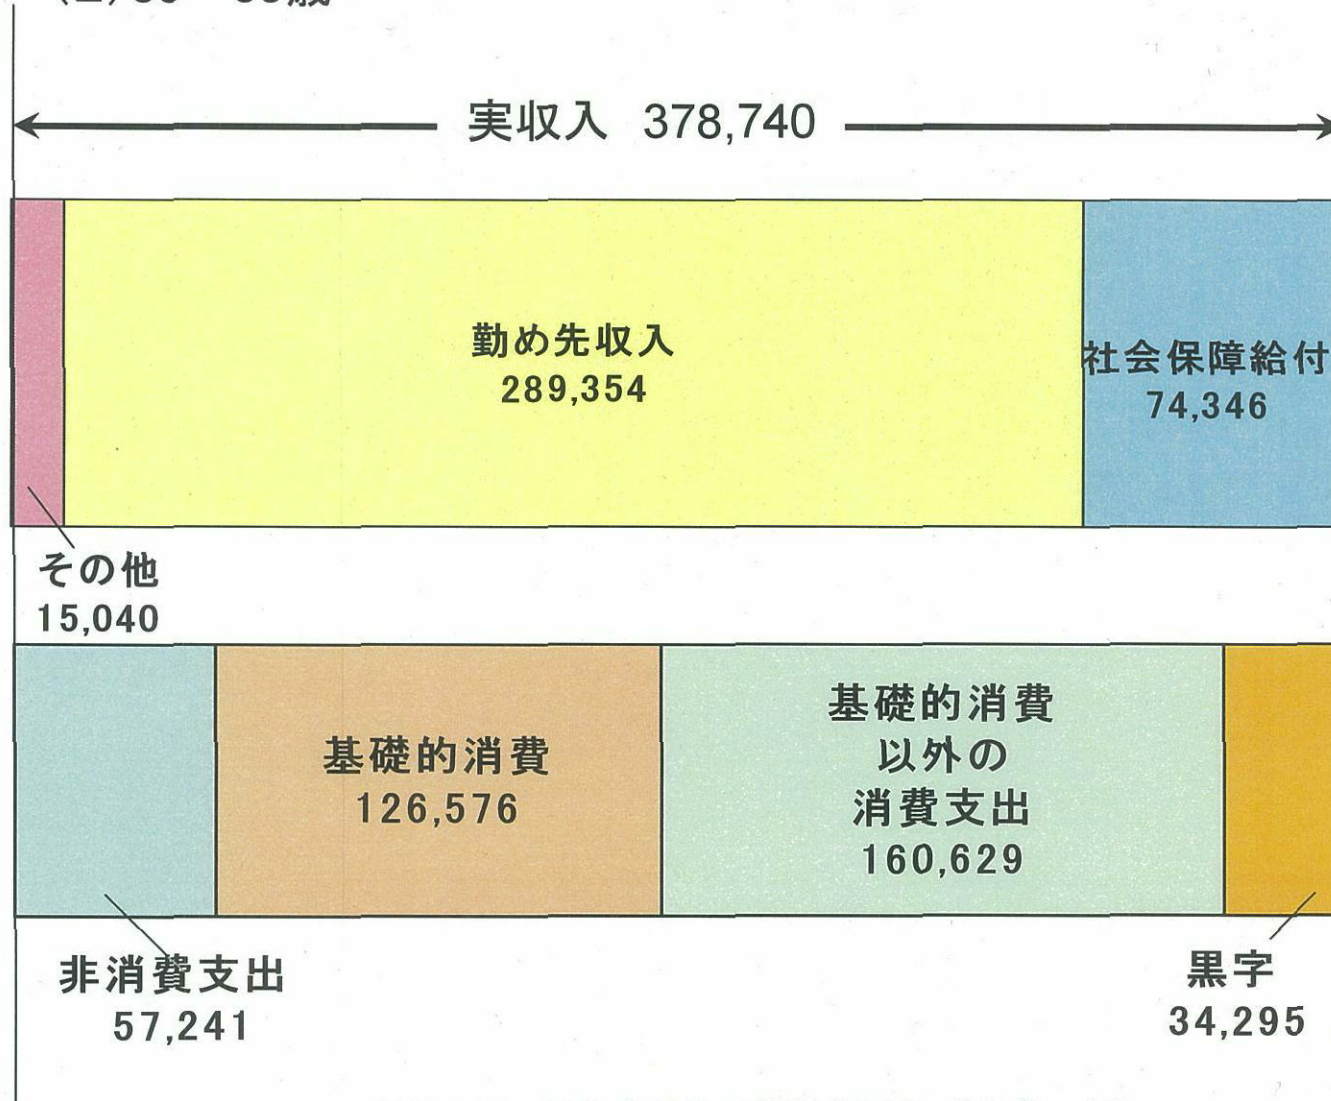 実収入 378,740
勤め先収入
289,354
社会保障給付
74,346
その他
15,040
基礎的消費
126,576
基礎的消費
以外の
消費支出
160,629
非消費支出
57,241
黒字
34,295